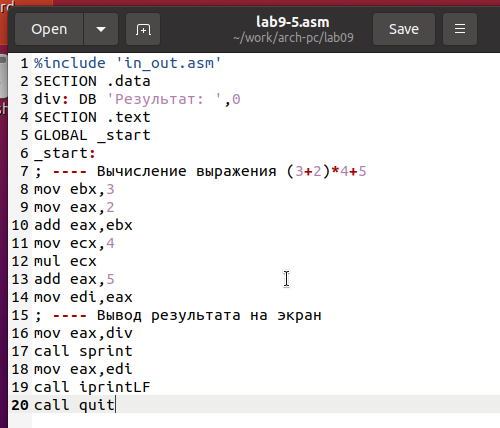 rd
Open
lab9-5.asm
~/work/arch-pc/lab09
Save
1 %include 'in_out.asm'
2 SECTION .data
3 div: DB 'Результат: ',0
4 SECTION .text
5 GLOBAL _start
6 _start:
7 ; ---- Вычисление выражения (3+2)*4+5
8 mov ebx,3
9 mov eax,2
10 add eax,ebx
11 mov ecx,4
12 mul ecx
13 add eax,5
14 mov edi,eax
15 ; ---- Вывод результата на экран
16 mov eax,div
17 call sprint
18 mov eax,edi
19 call iprintLF
20 call quit